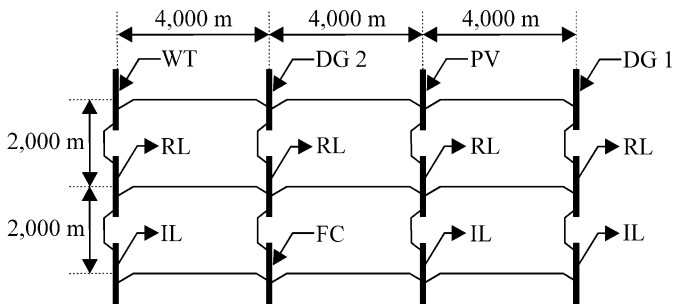 4,000 m 4,000 m 4,000 m
WT DG 2 PV DG 1
2,000 m RL RL RL RL
2,000 m IL FC IL IL